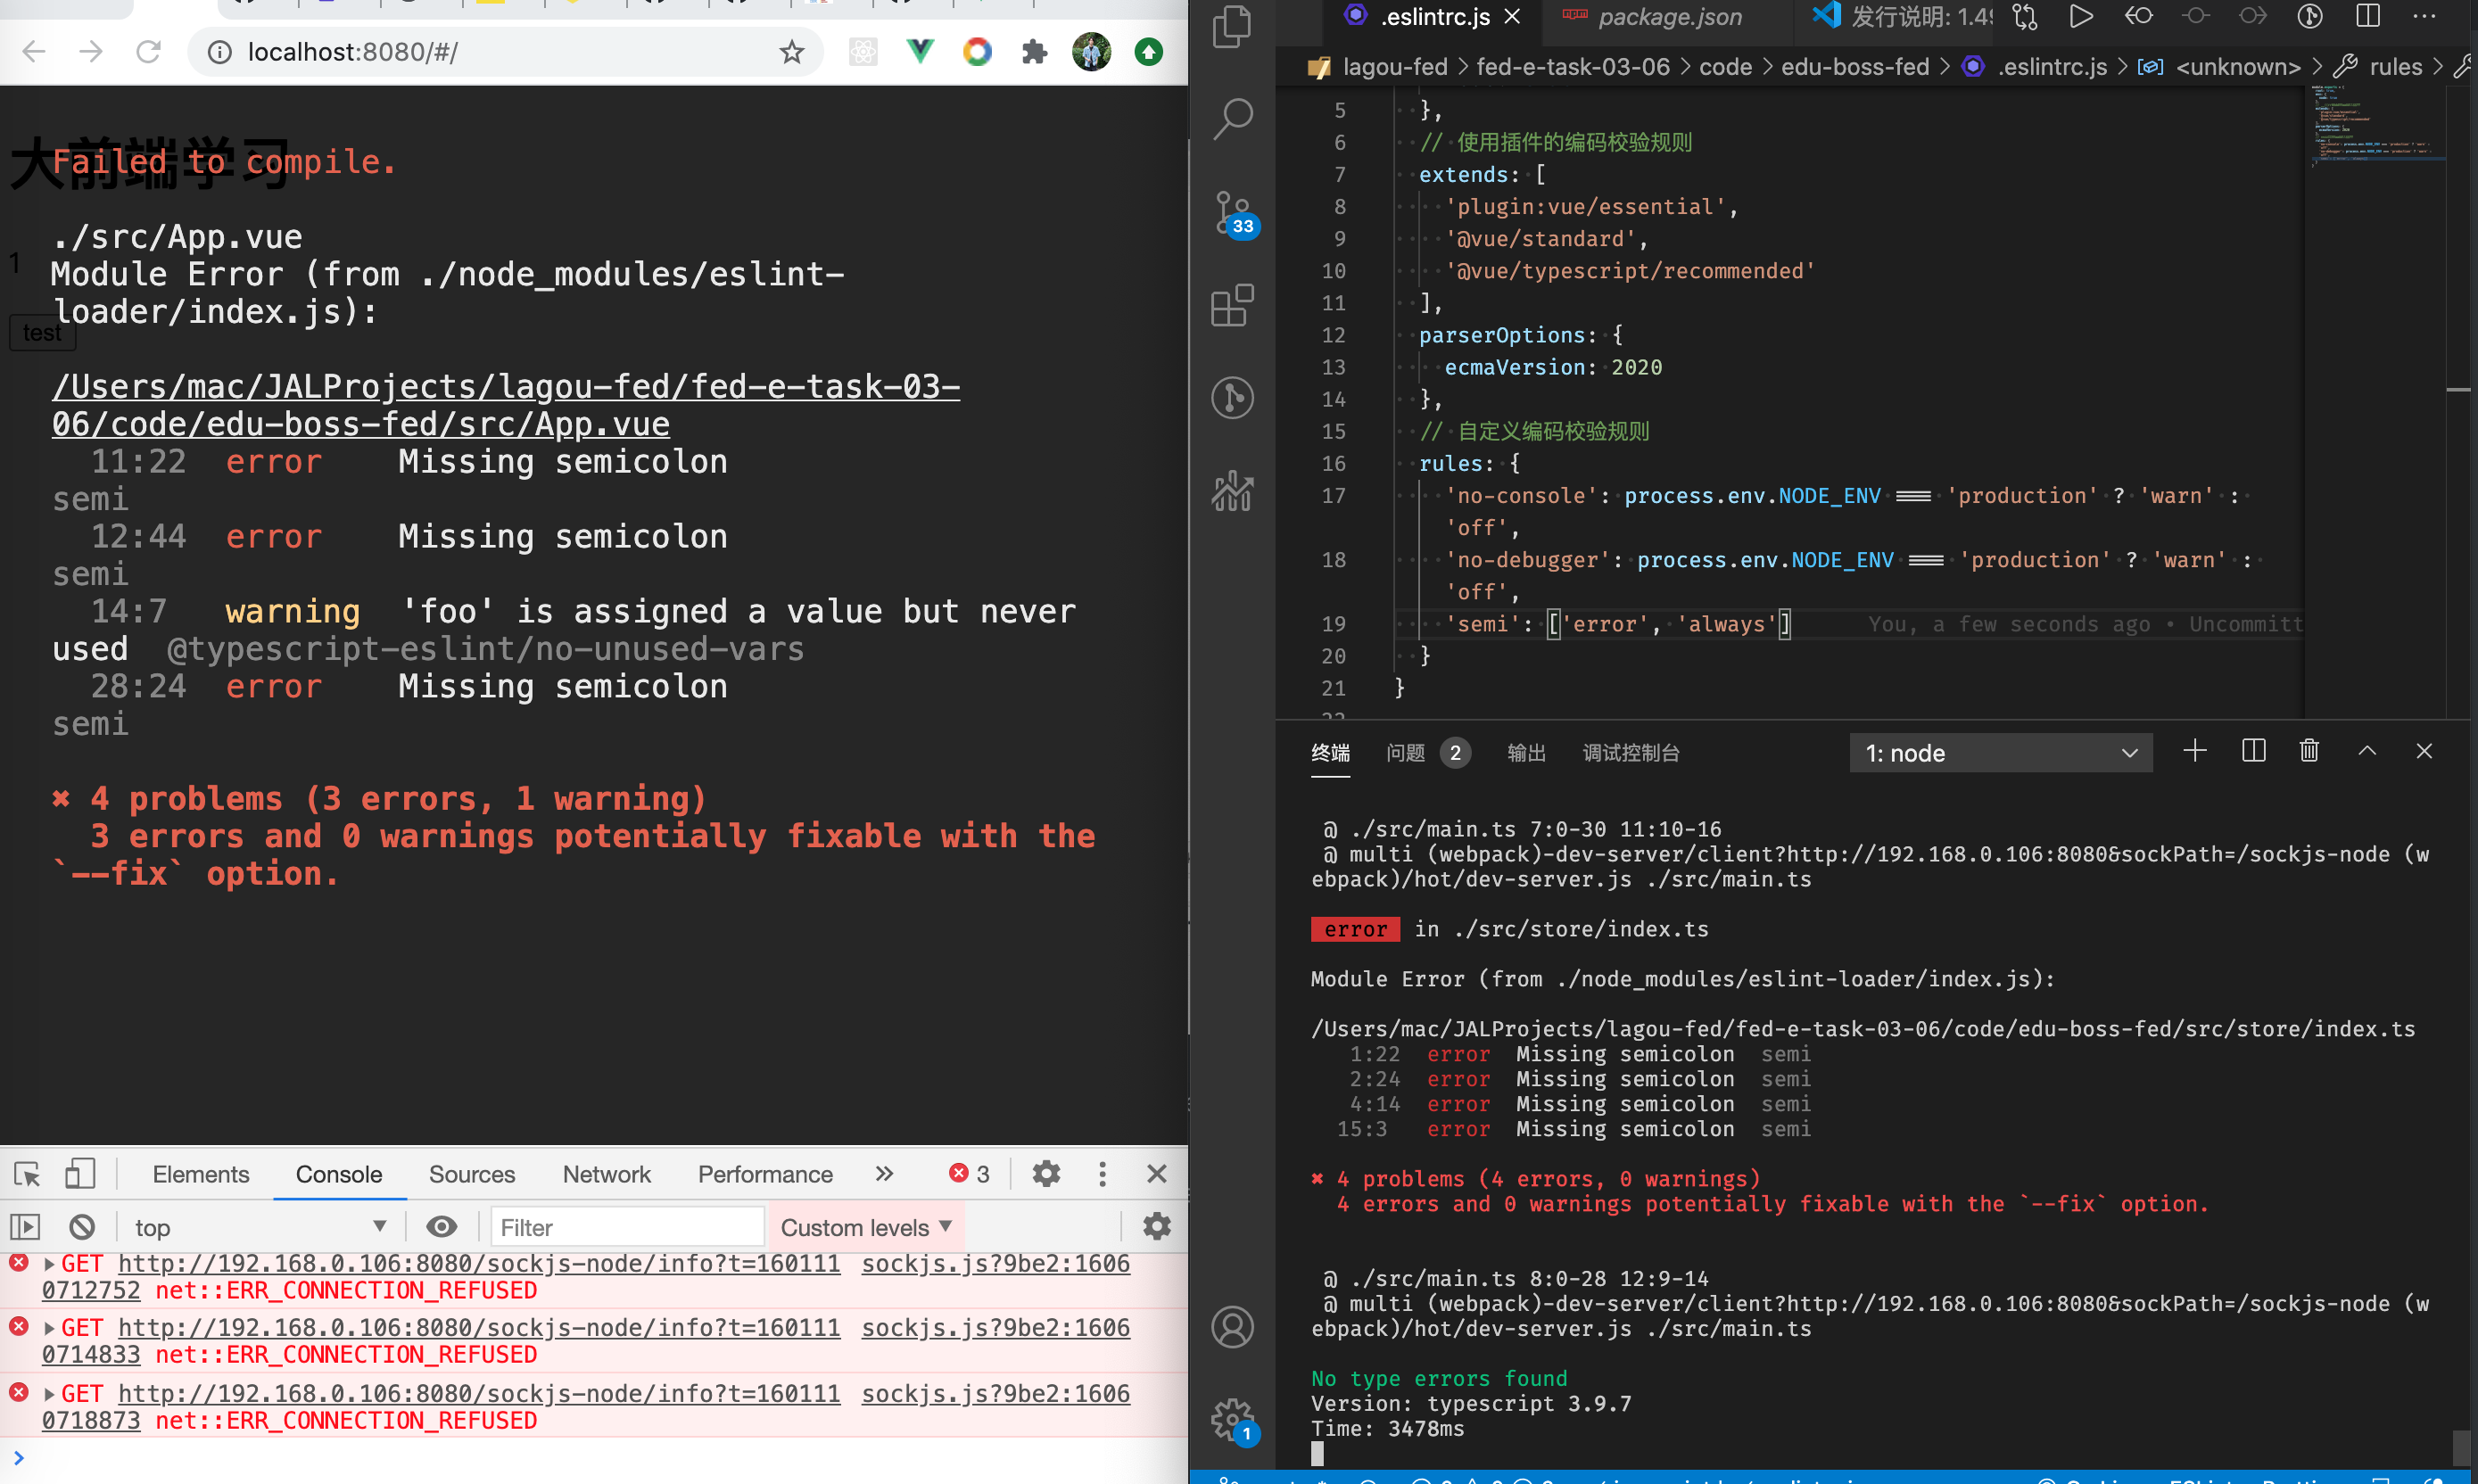 localhost:8080/#/
大前端学习
Failed to compile.
./src/App.vue
1
Module Error (from ./node_modules/eslint-
loader/index.js):
test
/Users/mac/JALProjects/lagou-fed/fed-e-task-03-
06/code/edu-boss-fed/src/App.vue
11:22 error Missing semicolon
semi
12:44 error Missing semicolon
semi
14:7 warning 'foo' is assigned a value but never
used @typescript-eslint/no-unused-vars
28:24 error Missing semicolon
semi
✖ 4 problems (3 errors, 1 warning)
3 errors and 0 warnings potentially fixable with the
`--fix` option.
Elements Console Sources Network Performance » 3
top Filter Custom levels
GET http://192.168.0.106:8080/sockjs-node/info?t=160111 sockjs.js?9be2:1606
0712752 net::ERR_CONNECTION_REFUSED
GET http://192.168.0.106:8080/sockjs-node/info?t=160111 sockjs.js?9be2:1606
0714833 net::ERR_CONNECTION_REFUSED
GET http://192.168.0.106:8080/sockjs-node/info?t=160111 sockjs.js?9be2:1606
0718873 net::ERR_CONNECTION_REFUSED
33
1
.eslintrc.js package.json 发行说明: 1.49
lagou-fed > fed-e-task-03-06 > code > edu-boss-fed > .eslintrc.js > <unknown> > rules >
5 },
6 // 使用插件的编码校验规则
7 extends: [
8 'plugin:vue/essential',
9 '@vue/standard',
10 '@vue/typescript/recommended'
11 ],
12 parserOptions: {
13 ecmaVersion: 2020
14 },
15 // 自定义编码校验规则
16 rules: {
17 'no-console': process.env.NODE_ENV === 'production' ? 'warn' :
'off',
18 'no-debugger': process.env.NODE_ENV === 'production' ? 'warn' :
'off',
19 'semi': ['error', 'always'] You, a few seconds ago • Uncommitt
20 }
21 }
22
终端 问题 2 输出 调试控制台 1: node
@ ./src/main.ts 7:0-30 11:10-16
@ multi (webpack)-dev-server/client?http://192.168.0.106:8080&sockPath=/sockjs-node (w
ebpack)/hot/dev-server.js ./src/main.ts
error in ./src/store/index.ts
Module Error (from ./node_modules/eslint-loader/index.js):
/Users/mac/JALProjects/lagou-fed/fed-e-task-03-06/code/edu-boss-fed/src/store/index.ts
1:22 error Missing semicolon semi
2:24 error Missing semicolon semi
4:14 error Missing semicolon semi
15:3 error Missing semicolon semi
✖ 4 problems (4 errors, 0 warnings)
4 errors and 0 warnings potentially fixable with the `--fix` option.
@ ./src/main.ts 8:0-28 12:9-14
@ multi (webpack)-dev-server/client?http://192.168.0.106:8080&sockPath=/sockjs-node (w
ebpack)/hot/dev-server.js ./src/main.ts
No type errors found
Version: typescript 3.9.7
Time: 3478ms